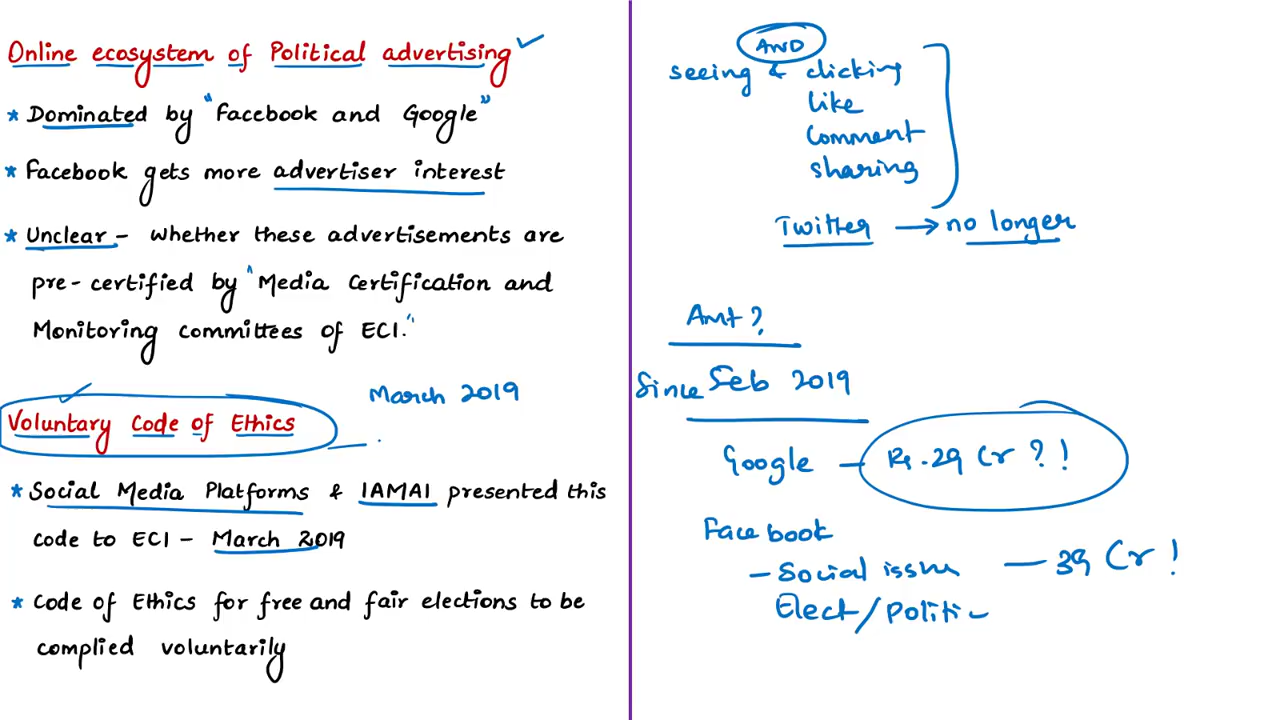 Online ecosystem of Political advertising
* Dominated by "Facebook and Google"
* Facebook gets more advertiser interest
* Unclear - whether these advertisements are
pre-certified by "Media Certification and
Monitoring committees of ECI."
March 2019
Voluntary Code of Ethics
* Social Media Platforms & IAMAI presented this
code to ECI - March 2019
* Code of Ethics for free and fair elections to be
complied voluntarily
AND
seeing & clicking
like
comment
sharing
Twitter → no longer
Amt?
Since Feb 2019
Google - Rs. 29 Cr ? !
Facebook
- Social issue - 39 Cr !
Elect/Politi